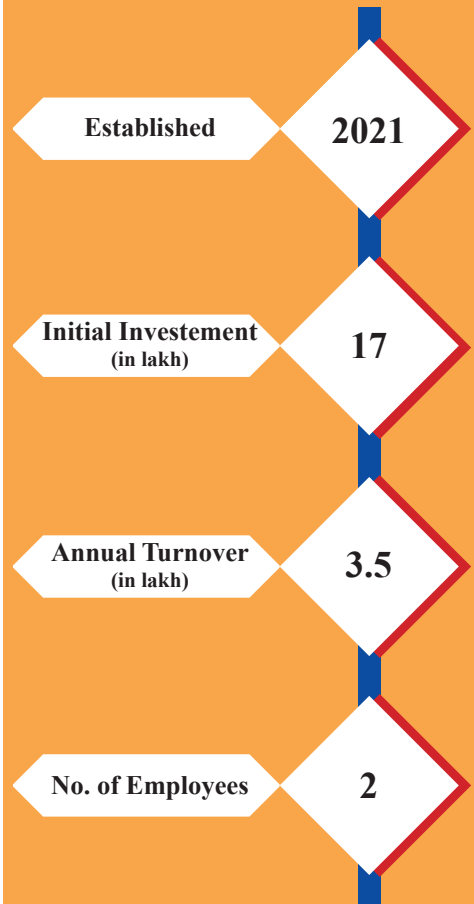 Established
2021
Initial Investement
(in lakh)
17
Annual Turnover
(in lakh)
3.5
No. of Employees
2